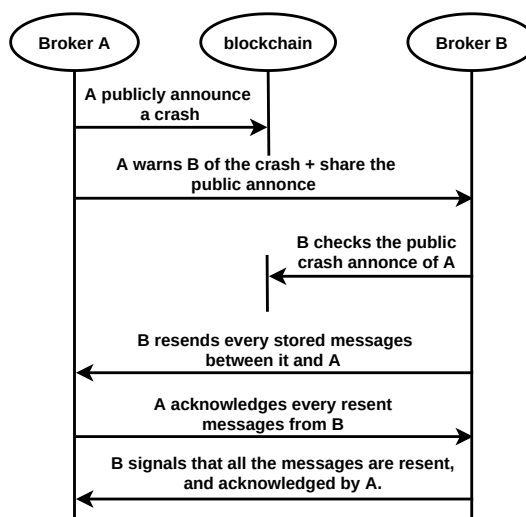 Broker A
blockchain
Broker B
A publicly announce
a crash
A warns B of the crash + share the
public annonce
B checks the public
crash annonce of A
B resends every stored messages
between it and A
A acknowledges every resent
messages from B
B signals that all the messages are resent,
and acknowledged by A.